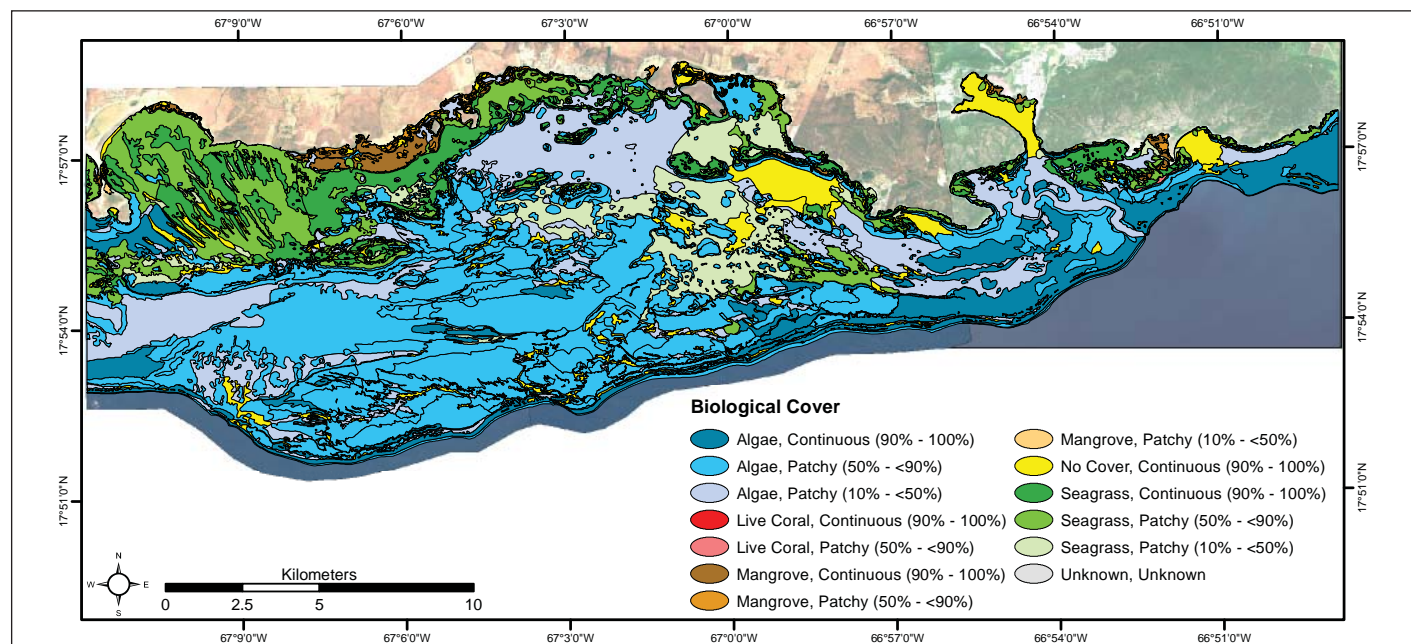 67°9'0"W 67°6'0"W 67°3'0"W 67°0'0"W 66°57'0"W 66°54'0"W 66°51'0"W
17°57'0"N 17°57'0"N
17°54'0"N 17°54'0"N
17°51'0"N 17°51'0"N
Biological Cover
Algae, Continuous (90% - 100%)
Algae, Patchy (50% - <90%)
Algae, Patchy (10% - <50%)
Live Coral, Continuous (90% - 100%)
Live Coral, Patchy (50% - <90%)
Mangrove, Continuous (90% - 100%)
Mangrove, Patchy (50% - <90%)
Mangrove, Patchy (10% - <50%)
No Cover, Continuous (90% - 100%)
Seagrass, Continuous (90% - 100%)
Seagrass, Patchy (50% - <90%)
Seagrass, Patchy (10% - <50%)
Unknown, Unknown
N
W E
S
Kilometers
0 2.5 5 10
67°9'0"W 67°6'0"W 67°3'0"W 67°0'0"W 66°57'0"W 66°54'0"W 66°51'0"W